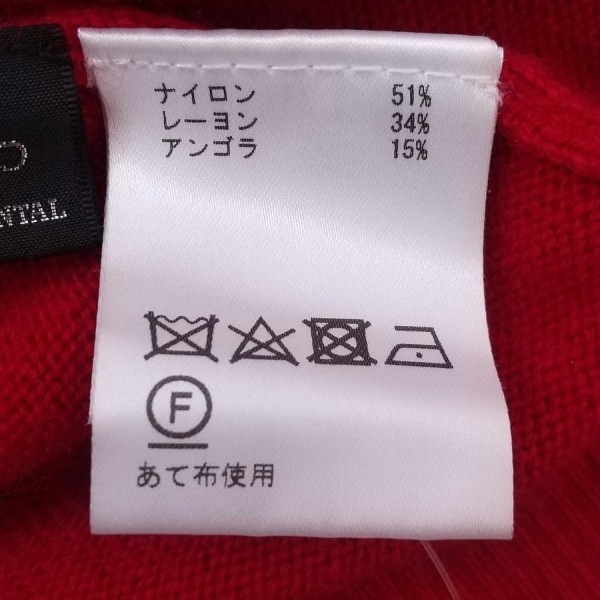 ナイロン 51%
レーヨン 34%
アンゴラ 15%
F
あて布使用
NTAL